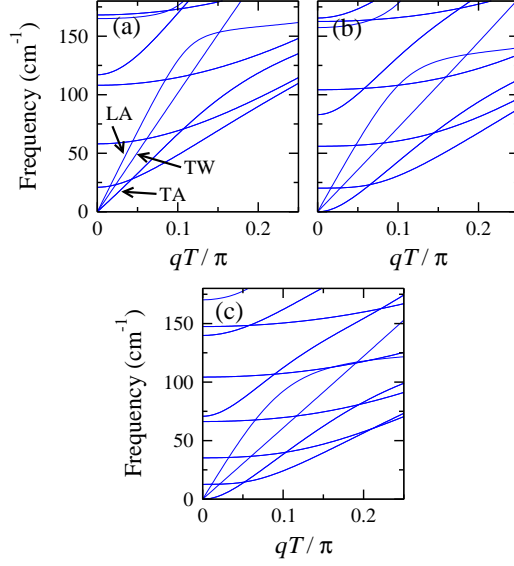 (a)
(b)
150
100
50
0
Frequency (cm⁻¹)
LA
TW
TA
0
0.1
0.2
qT / π
0
0.1
0.2
qT / π
(c)
150
100
50
0
Frequency (cm⁻¹)
0
0.1
0.2
qT / π